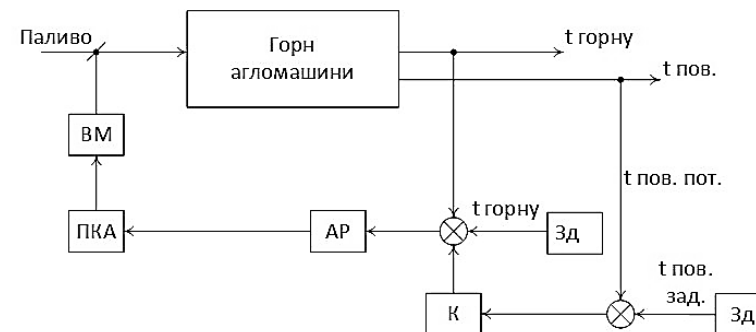 Паливо
Горн
агломашини
t горну
t пов.
ВМ
t пов. пот.
t горну
ПКА
АР
Зд
t пов.
зад.
К
Зд